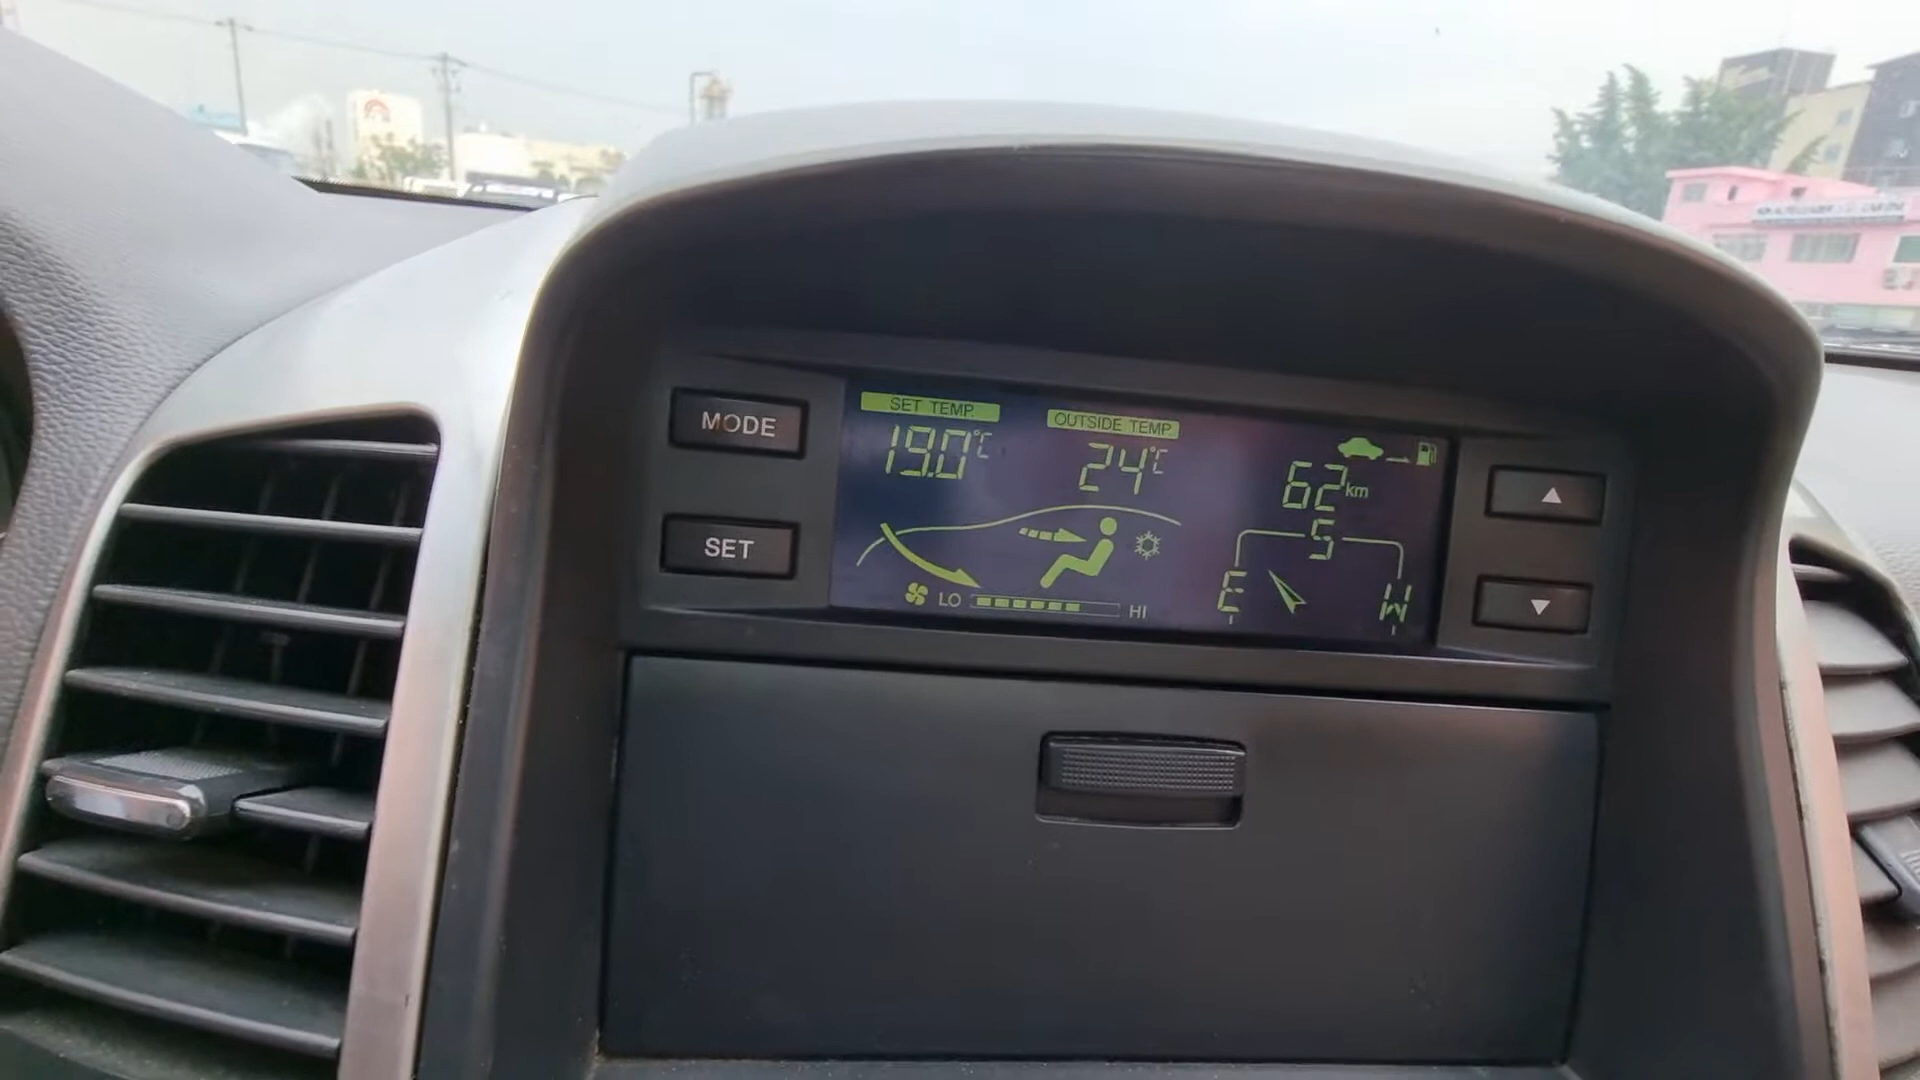 MODE
SET
SET TEMP.
19.0°C
OUTSIDE TEMP.
24°C
62km
S
E
W
LO
HI